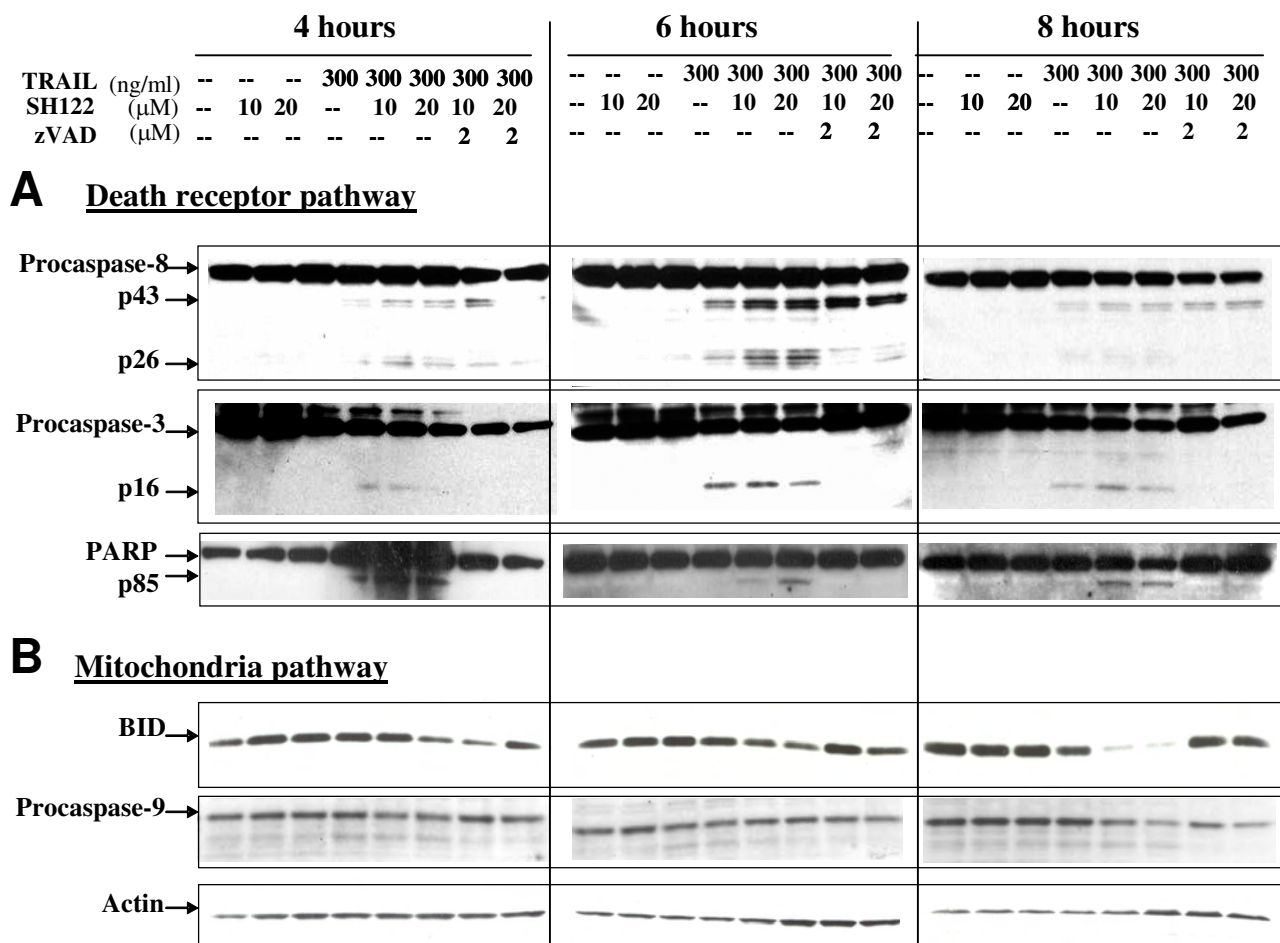 4 hours 6 hours 8 hours
TRAIL (ng/ml) -- -- -- 300 300 300 300 300 -- -- -- 300 300 300 300 300 -- -- -- 300 300 300 300 300
SH122 (μM) -- 10 20 -- 10 20 10 20 -- 10 20 -- 10 20 10 20 -- 10 20 -- 10 20 10 20
zVAD (μM) -- -- -- -- -- -- 2 2 -- -- -- -- -- -- 2 2 -- -- -- -- -- -- 2 2
A Death receptor pathway
Procaspase-8
p43
p26
Procaspase-3
p16
PARP
p85
B Mitochondria pathway
BID
Procaspase-9
Actin